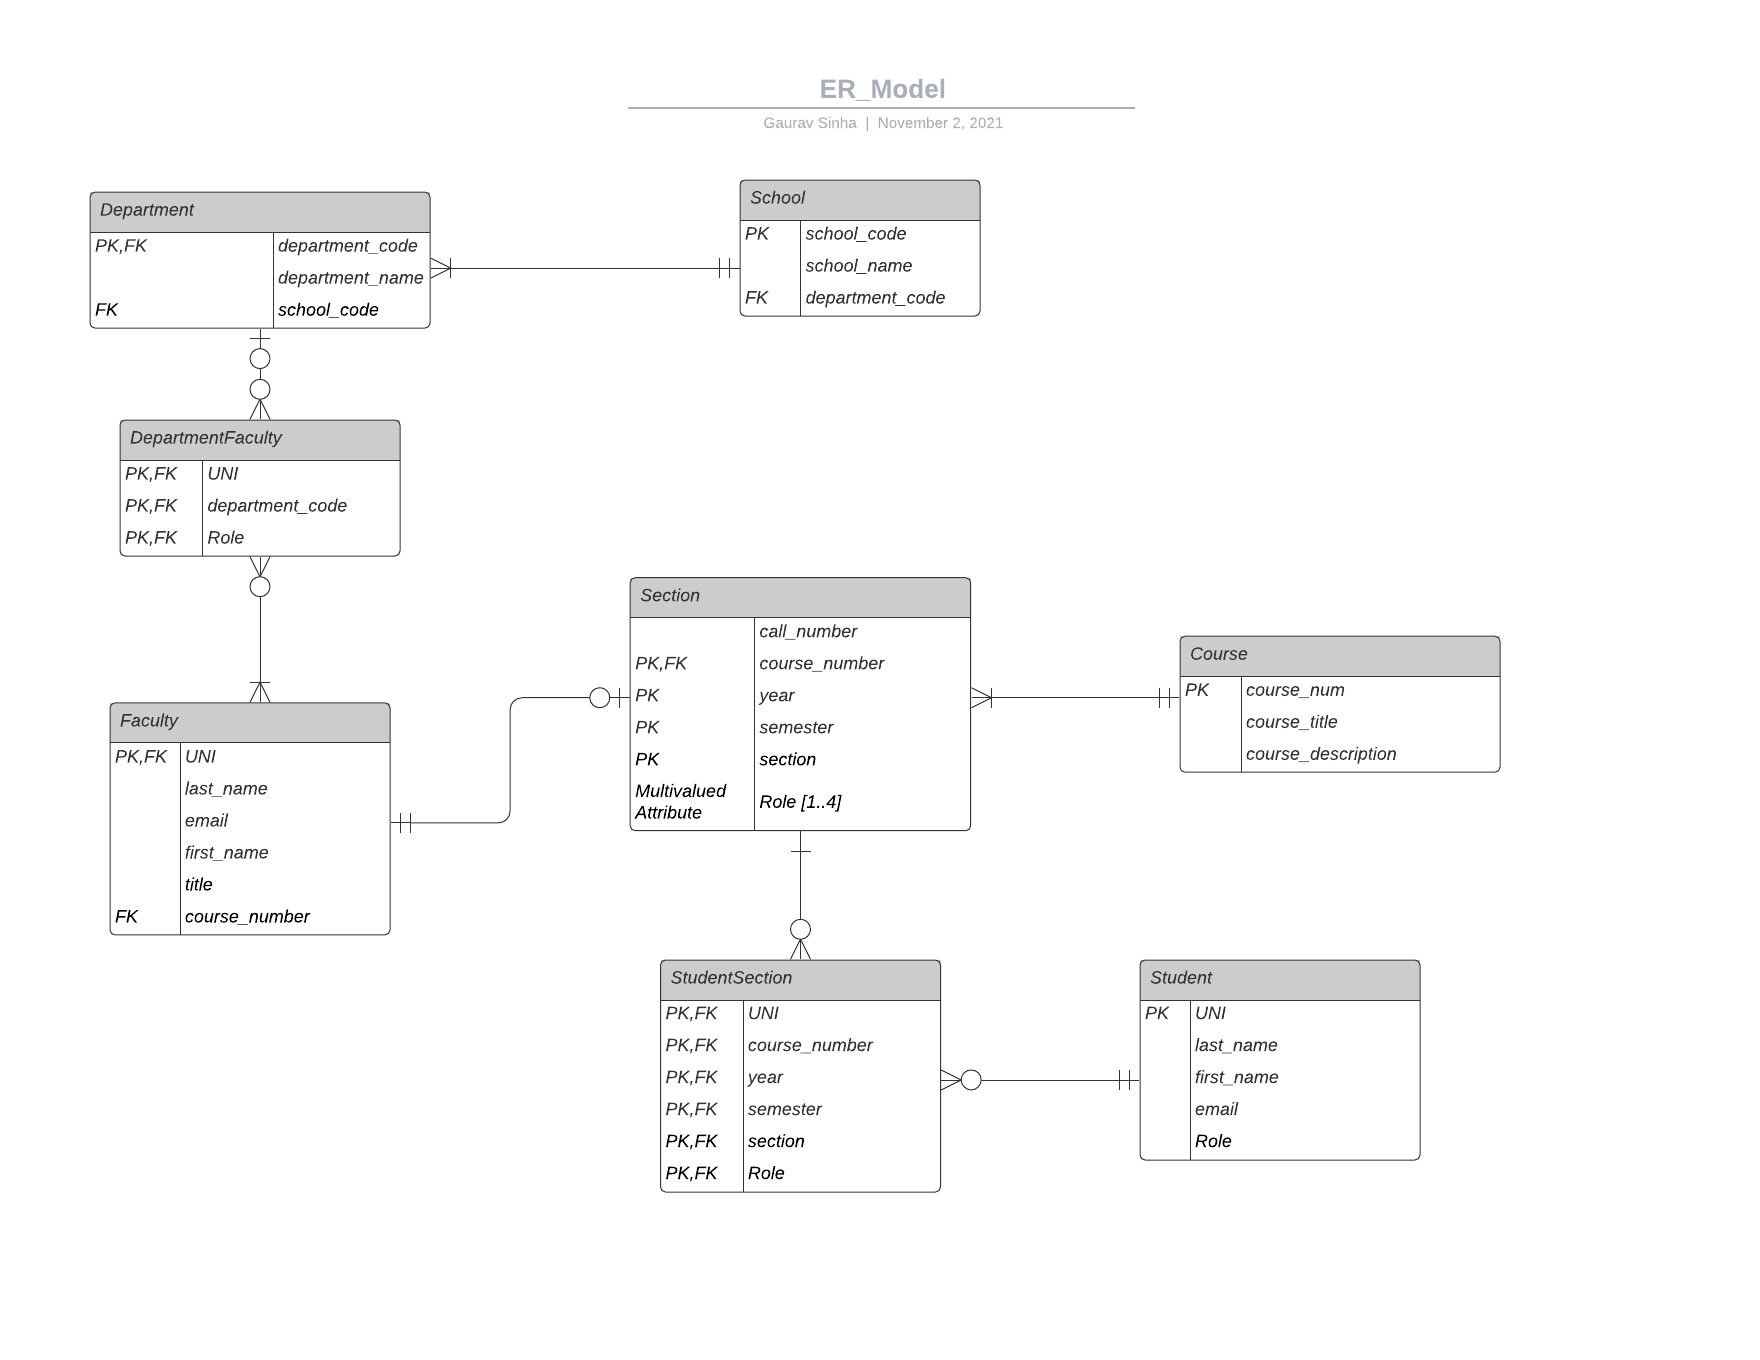 ER_Model
Gaurav Sinha | November 2, 2021
Department
PK,FK department_code
department_name
FK school_code
School
PK school_code
school_name
FK department_code
DepartmentFaculty
PK,FK UNI
PK,FK department_code
PK,FK Role
Section
call_number
PK,FK course_number
PK year
PK semester
PK section
Multivalued
Attribute Role [1..4]
Course
PK course_num
course_title
course_description
Faculty
PK,FK UNI
last_name
email
first_name
title
FK course_number
StudentSection
PK,FK UNI
PK,FK course_number
PK,FK year
PK,FK semester
PK,FK section
PK,FK Role
Student
PK UNI
last_name
first_name
email
Role